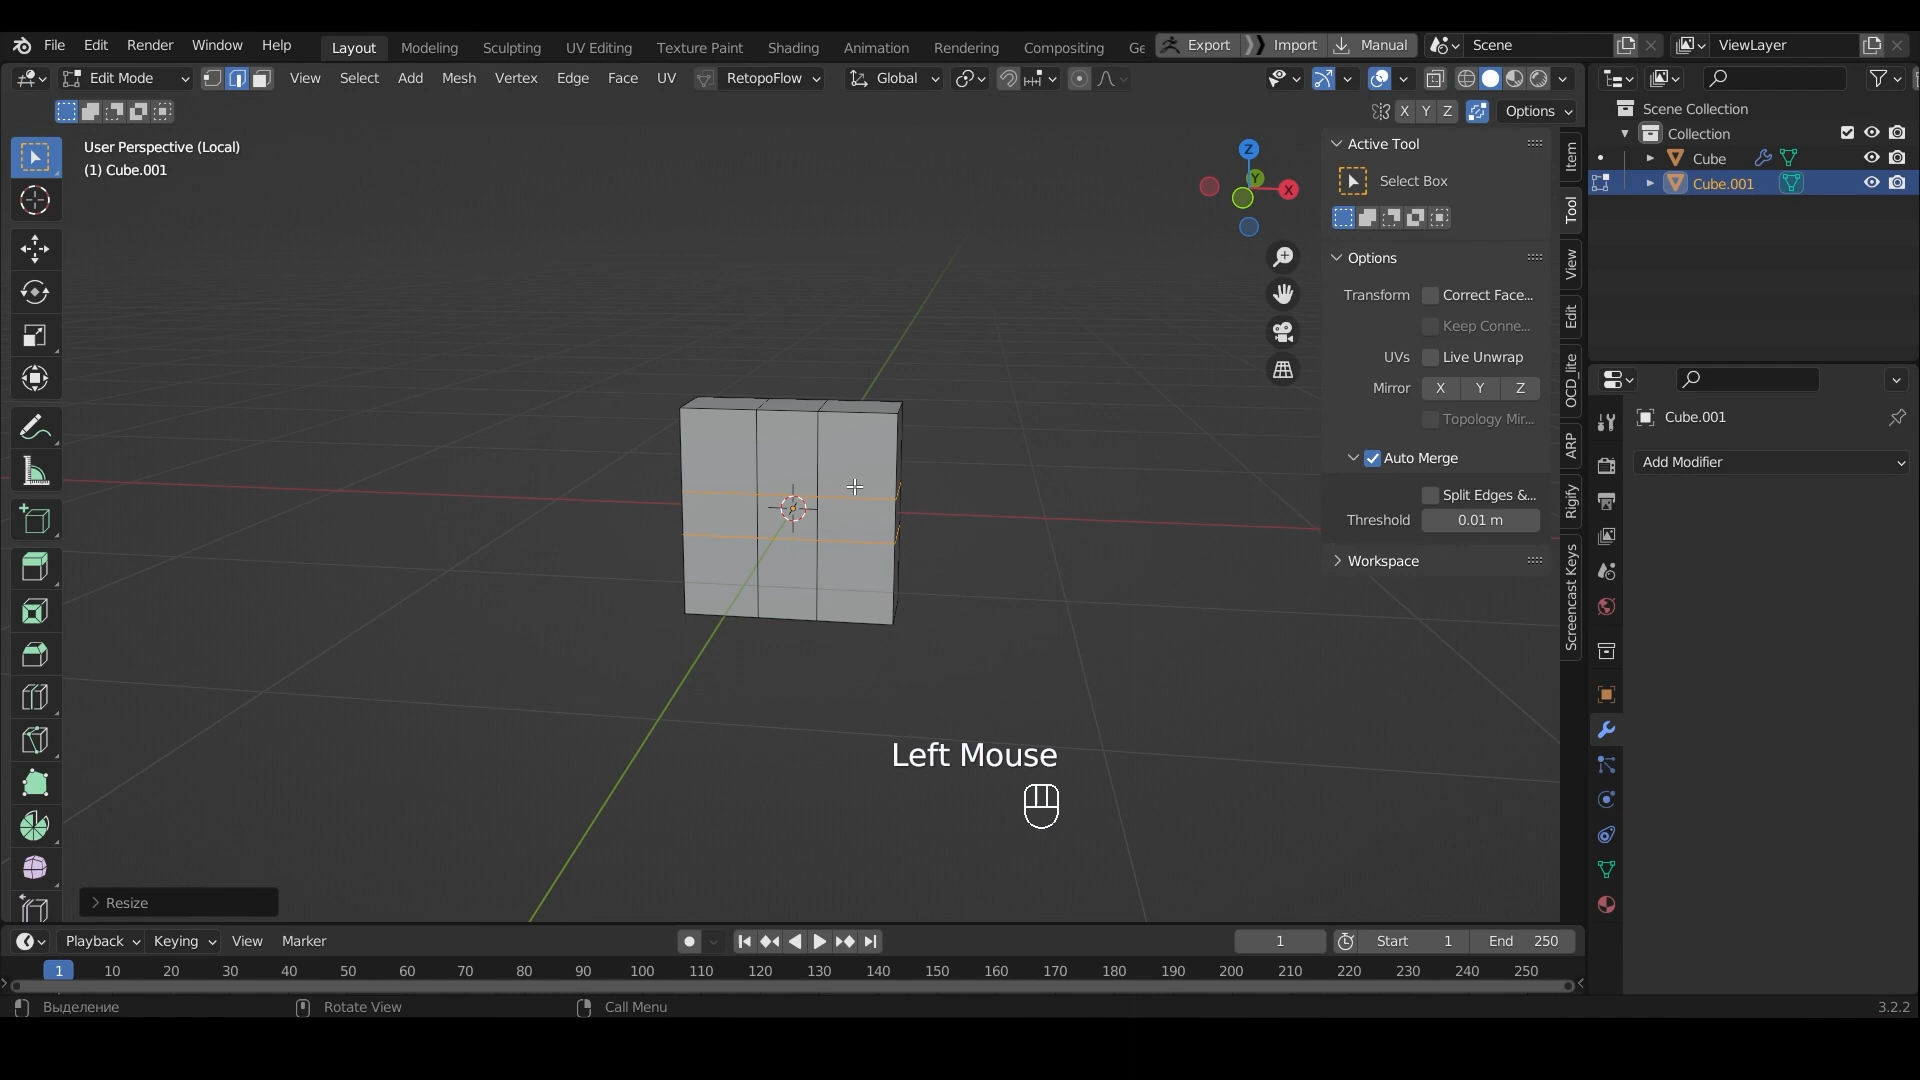 File Edit Render Window Help Layout Modeling Sculpting UV Editing Texture Paint Shading Animation Rendering Compositing Ge Export Import Manual Scene ViewLayer
Edit Mode View Select Add Mesh Vertex Edge Face UV RetopoFlow Global
X Y Z Options
Scene Collection
Collection
Cube
Cube.001
User Perspective (Local)
(1) Cube.001
Z
Y
X
Active Tool
Select Box
Options
Transform Correct Face...
Keep Conne...
UVs Live Unwrap
Mirror X Y Z
Topology Mir...
Auto Merge
Split Edges &...
Threshold 0.01 m
Workspace
Item
Tool
View
Edit
OCD_lite
ARP
Rigify
Screencast Keys
Cube.001
Add Modifier
Left Mouse
Resize
Playback Keying View Marker 1 Start 1 End 250
1 10 20 30 40 50 60 70 80 90 100 110 120 130 140 150 160 170 180 190 200 210 220 230 240 250
Выделение Rotate View Call Menu 3.2.2